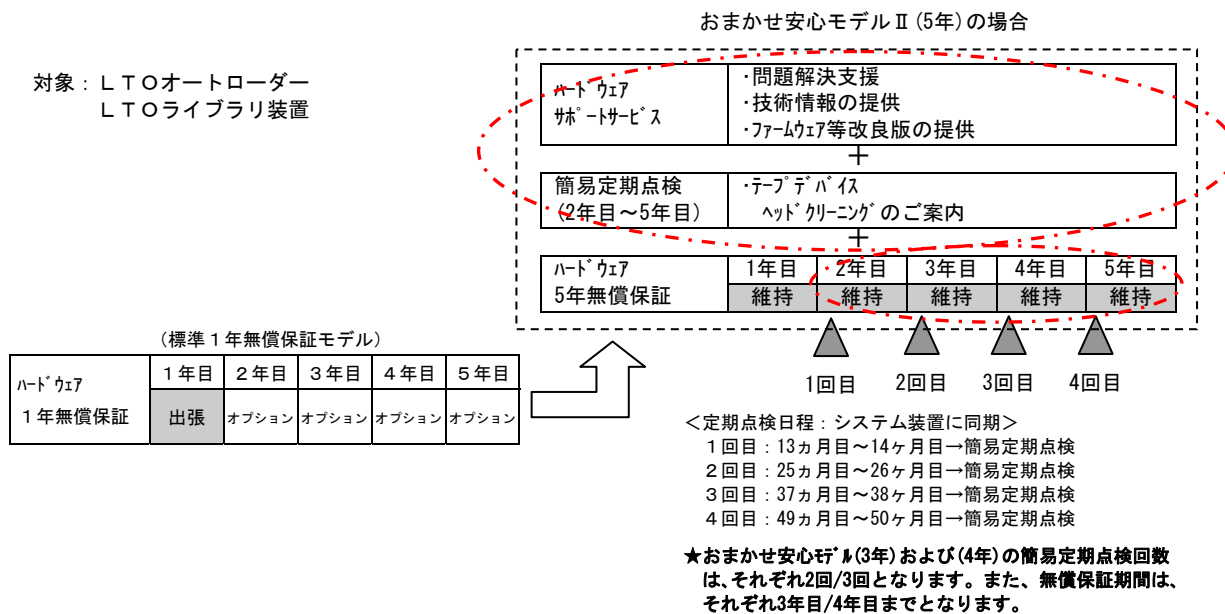 おまかせ安心モデルⅡ(5年)の場合
対象：ＬＴＯオートローダー
ＬＴＯライブラリ装置
ﾊｰﾄﾞｳｪｱ
ｻﾎﾟｰﾄｻｰﾋﾞｽ
･問題解決支援
･技術情報の提供
･ﾌｧｰﾑｳｪｱ等改良版の提供
＋
簡易定期点検
(2年目～5年目)
･ﾃｰﾌﾟﾃﾞﾊﾞｲｽ
ﾍｯﾄﾞｸﾘｰﾆﾝｸﾞのご案内
＋
ﾊｰﾄﾞｳｪｱ
5年無償保証
1年目 2年目 3年目 4年目 5年目
維持 維持 維持 維持 維持
1回目 2回目 3回目 4回目
(標準１年無償保証モデル)
ﾊｰﾄﾞｳｪｱ
１年無償保証
１年目 ２年目 ３年目 ４年目 ５年目
出張 オプション オプション オプション オプション
＜定期点検日程：システム装置に同期＞
１回目：13ヵ月目～14ヶ月目→簡易定期点検
２回目：25ヵ月目～26ヶ月目→簡易定期点検
３回目：37ヵ月目～38ヶ月目→簡易定期点検
４回目：49ヵ月目～50ヶ月目→簡易定期点検
★おまかせ安心ﾓﾃﾞﾙ(3年)および(4年)の簡易定期点検回数
は、それぞれ2回/3回となります。また、無償保証期間は、
それぞれ3年目/4年目までとなります。